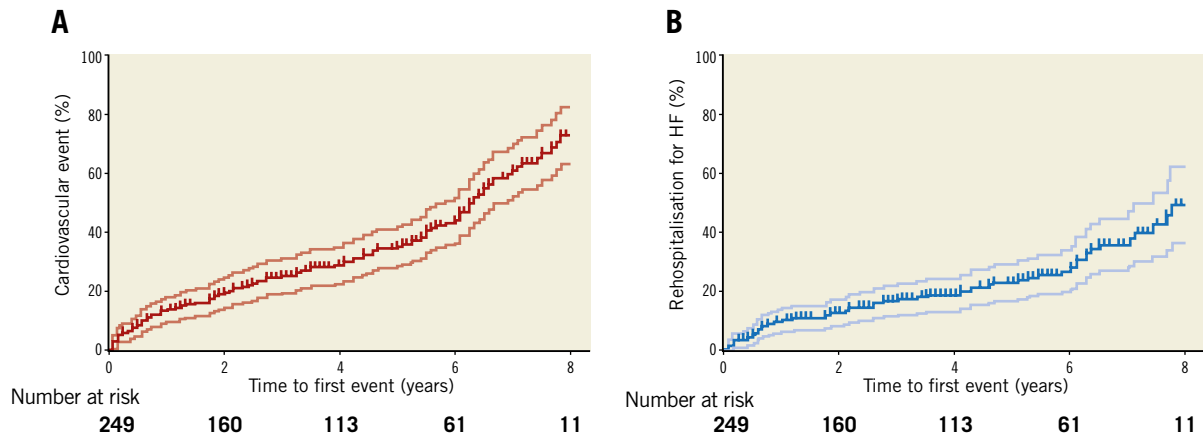 A
Cardiovascular event (%)
100
80
60
40
20
0
0 2 4 6 8
Time to first event (years)
Number at risk
249 160 113 61 11
B
Rehospitalisation for HF (%)
100
80
60
40
20
0
0 2 4 6 8
Time to first event (years)
Number at risk
249 160 113 61 11